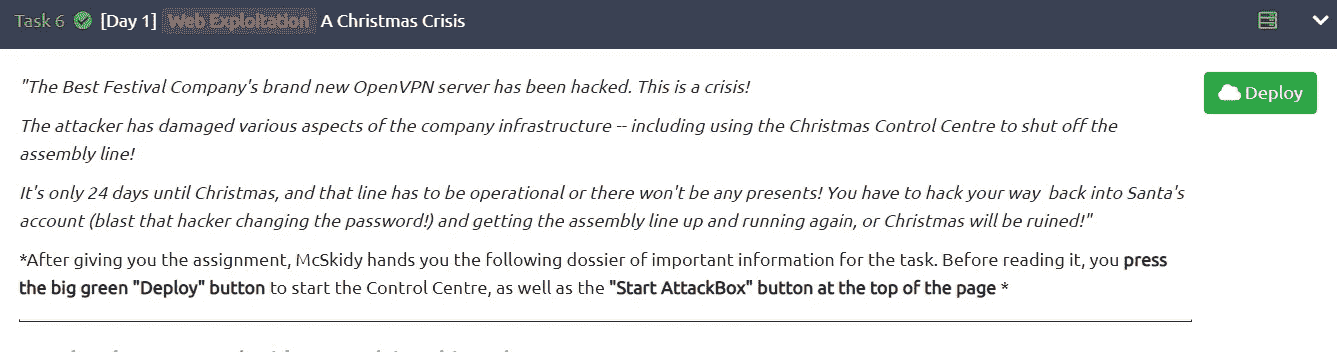 Task 6 [Day 1] Web Exploitation A Christmas Crisis
Deploy
"The Best Festival Company's brand new OpenVPN server has been hacked. This is a crisis!
The attacker has damaged various aspects of the company infrastructure -- including using the Christmas Control Centre to shut off the
assembly line!
It's only 24 days until Christmas, and that line has to be operational or there won't be any presents! You have to hack your way back into Santa's
account (blast that hacker changing the password!) and getting the assembly line up and running again, or Christmas will be ruined!"
*After giving you the assignment, McSkidy hands you the following dossier of important information for the task. Before reading it, you press
the big green "Deploy" button to start the Control Centre, as well as the "Start AttackBox" button at the top of the page *